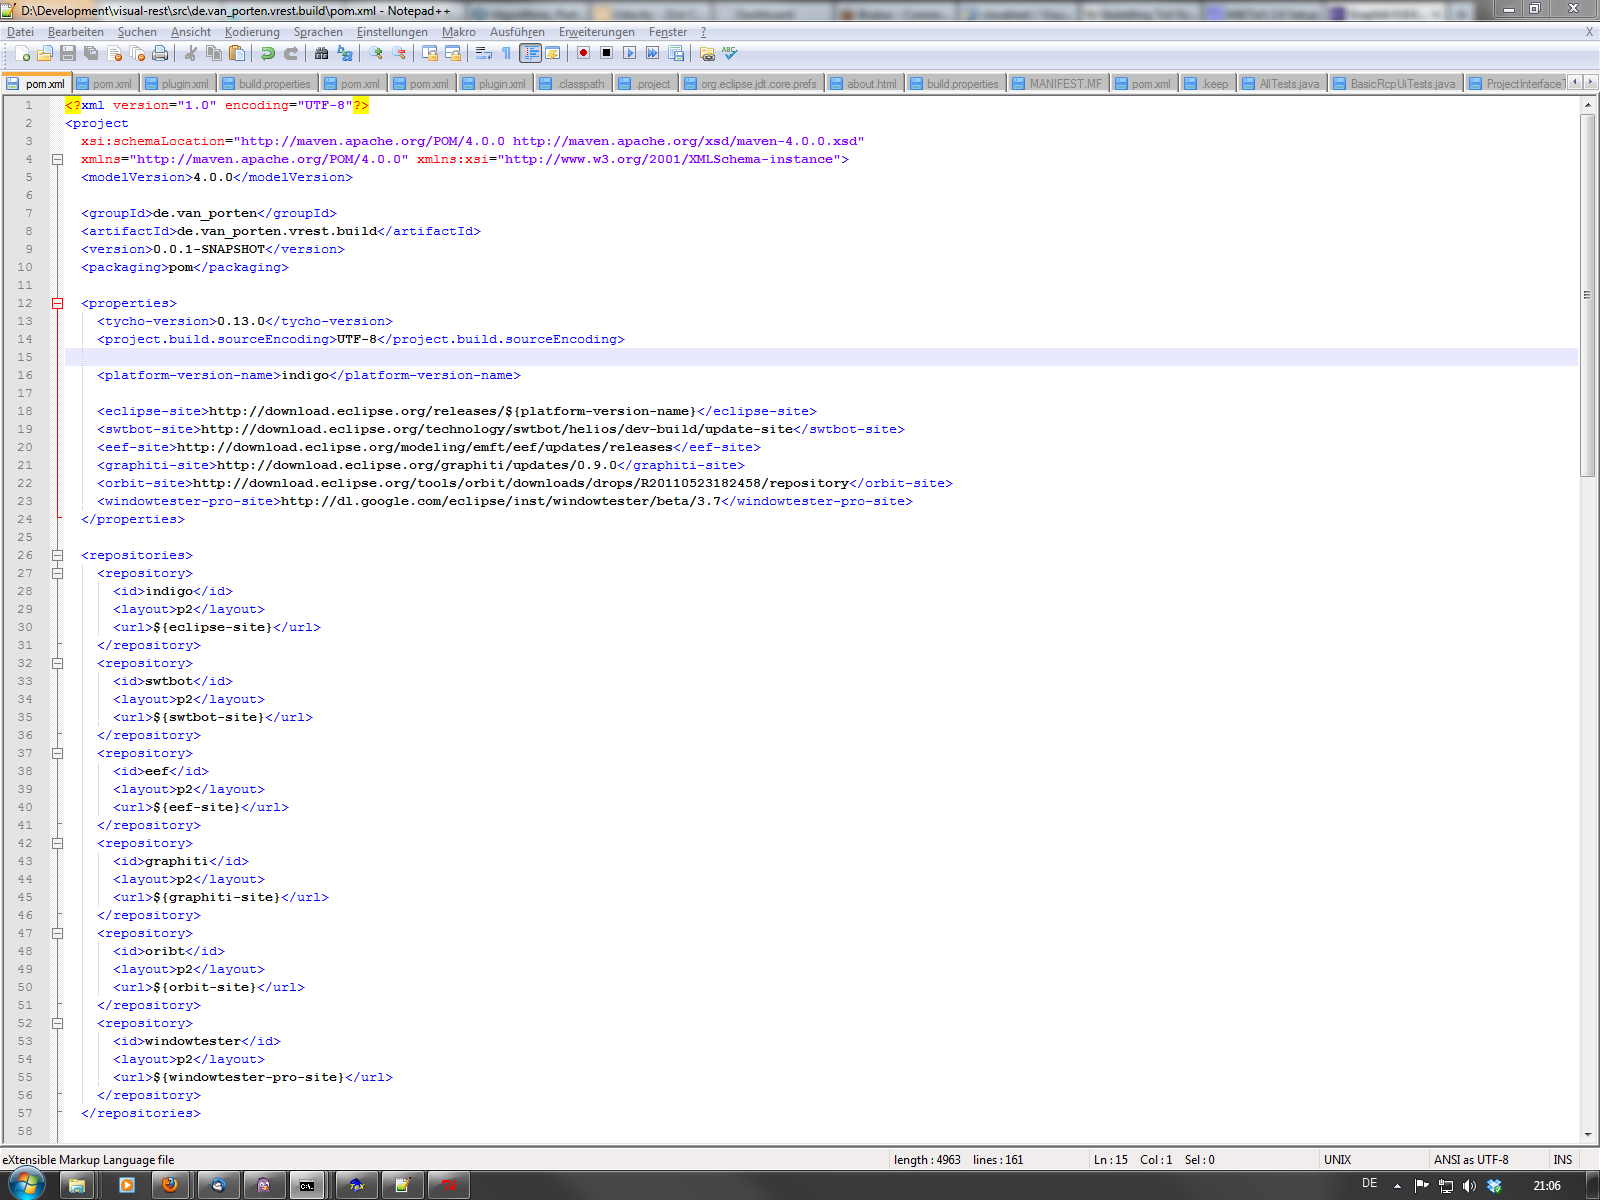 D:\Development\visual-rest\src\de.van_porten.vrest.build\pom.xml - Notepad++
Datei Bearbeiten Suchen Ansicht Kodierung Sprachen Einstellungen Makro Ausführen Erweiterungen Fenster ? X
pom.xml pom.xml plugin.xml build.properties pom.xml pom.xml plugin.xml .classpath .project org.eclipse.jdt.core.prefs about.html build.properties MANIFEST.MF pom.xml .keep AllTests.java BasicRcpUiTests.java ProjectInterfaceT
1 <?xml version="1.0" encoding="UTF-8"?>
2 <project
3 xsi:schemaLocation="http://maven.apache.org/POM/4.0.0 http://maven.apache.org/xsd/maven-4.0.0.xsd"
4 xmlns="http://maven.apache.org/POM/4.0.0" xmlns:xsi="http://www.w3.org/2001/XMLSchema-instance">
5 <modelVersion>4.0.0</modelVersion>
6
7 <groupId>de.van_porten</groupId>
8 <artifactId>de.van_porten.vrest.build</artifactId>
9 <version>0.0.1-SNAPSHOT</version>
10 <packaging>pom</packaging>
11
12 <properties>
13 <tycho-version>0.13.0</tycho-version>
14 <project.build.sourceEncoding>UTF-8</project.build.sourceEncoding>
15
16 <platform-version-name>indigo</platform-version-name>
17
18 <eclipse-site>http://download.eclipse.org/releases/${platform-version-name}</eclipse-site>
19 <swtbot-site>http://download.eclipse.org/technology/swtbot/helios/dev-build/update-site</swtbot-site>
20 <eef-site>http://download.eclipse.org/modeling/emft/eef/updates/releases</eef-site>
21 <graphiti-site>http://download.eclipse.org/graphiti/updates/0.9.0</graphiti-site>
22 <orbit-site>http://download.eclipse.org/tools/orbit/downloads/drops/R20110523182458/repository</orbit-site>
23 <windowtester-pro-site>http://dl.google.com/eclipse/inst/windowtester/beta/3.7</windowtester-pro-site>
24 </properties>
25
26 <repositories>
27 <repository>
28 <id>indigo</id>
29 <layout>p2</layout>
30 <url>${eclipse-site}</url>
31 </repository>
32 <repository>
33 <id>swtbot</id>
34 <layout>p2</layout>
35 <url>${swtbot-site}</url>
36 </repository>
37 <repository>
38 <id>eef</id>
39 <layout>p2</layout>
40 <url>${eef-site}</url>
41 </repository>
42 <repository>
43 <id>graphiti</id>
44 <layout>p2</layout>
45 <url>${graphiti-site}</url>
46 </repository>
47 <repository>
48 <id>oribt</id>
49 <layout>p2</layout>
50 <url>${orbit-site}</url>
51 </repository>
52 <repository>
53 <id>windowtester</id>
54 <layout>p2</layout>
55 <url>${windowtester-pro-site}</url>
56 </repository>
57 </repositories>
58
eXtensible Markup Language file length : 4963 lines : 161 Ln : 15 Col : 1 Sel : 0 UNIX ANSI as UTF-8 INS
DE 21:06